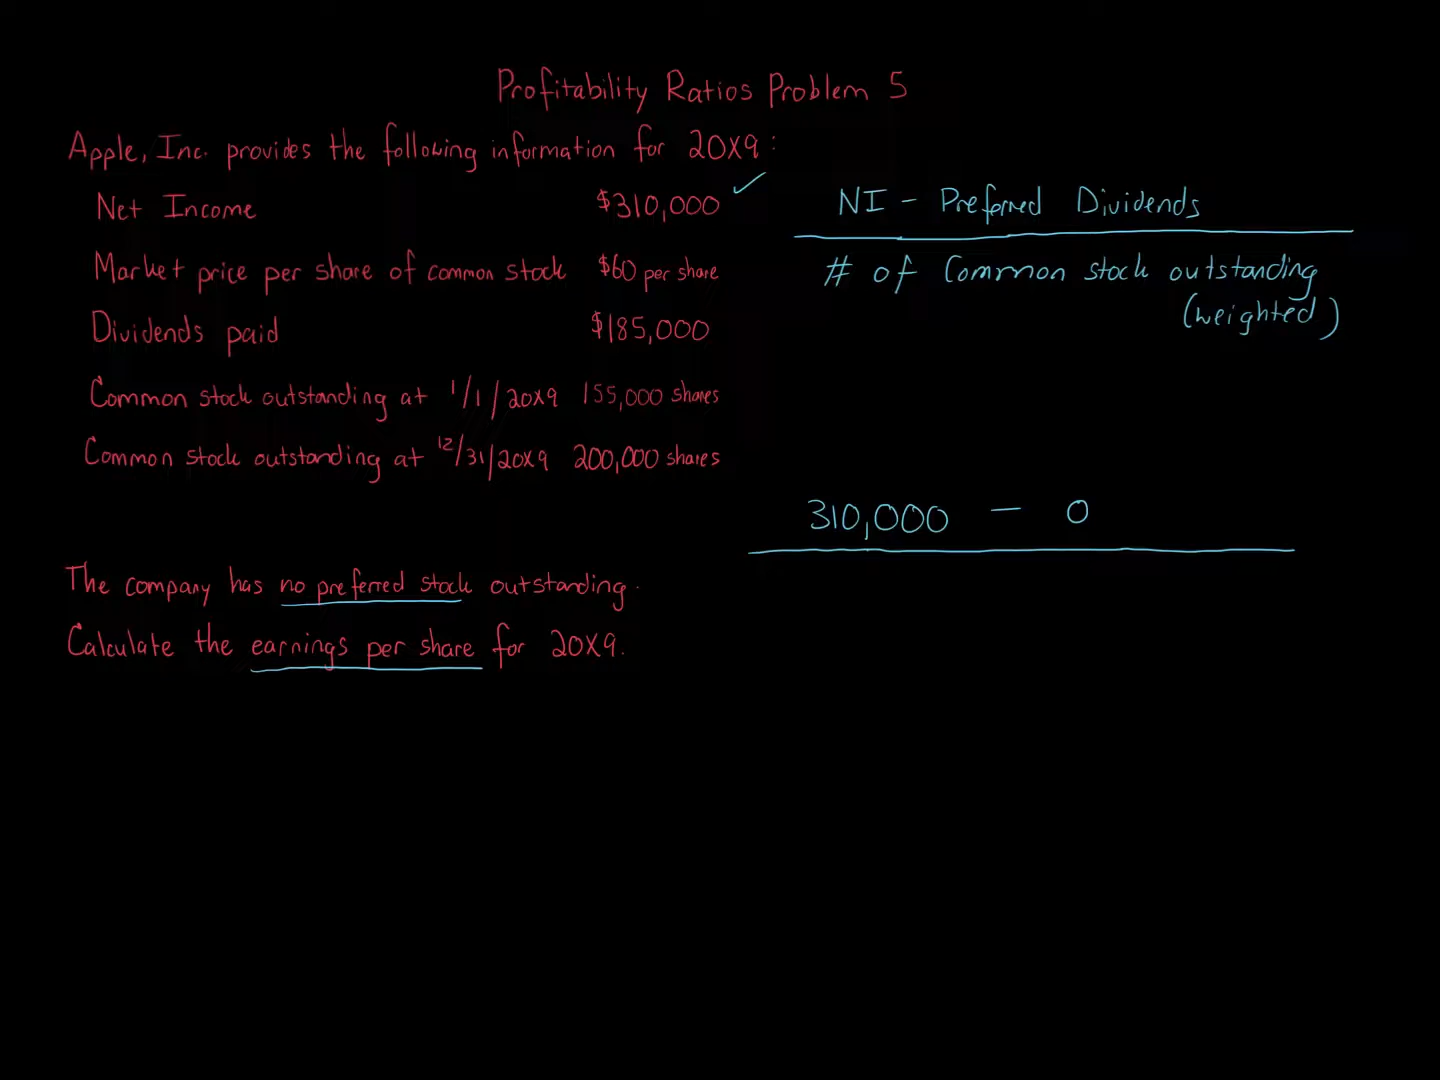 Profitability Ratios Problem 5
Apple, Inc. provides the following information for 20X9:
Net Income $310,000 ✓
Market price per share of common stock $60 per share
Dividends paid $185,000
Common stock outstanding at 1/1/20X9 155,000 shares
Common stock outstanding at 12/31/20X9 200,000 shares
The company has no preferred stock outstanding.
Calculate the earnings per share for 20X9.
NI - Preferred Dividends
# of Common stock outstanding
(weighted)
310,000 - 0